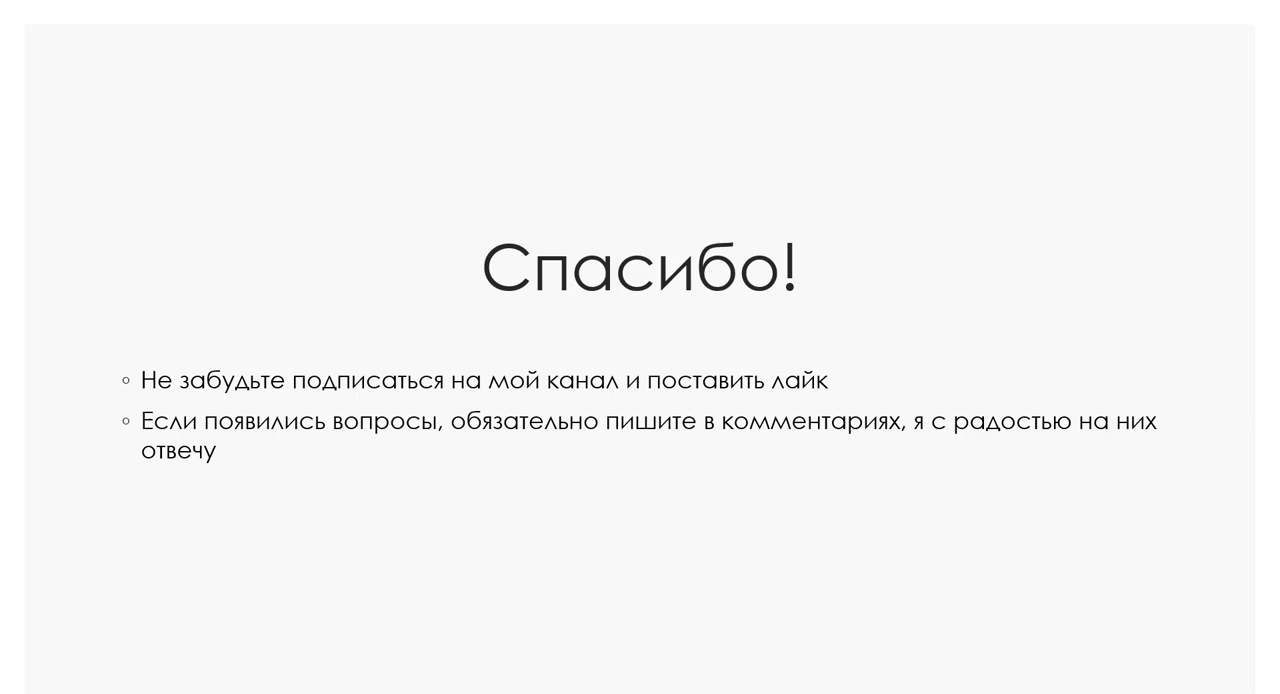 Спасибо!
◦ Не забудьте подписаться на мой канал и поставить лайк
◦ Если появились вопросы, обязательно пишите в комментариях, я с радостью на них
отвечу